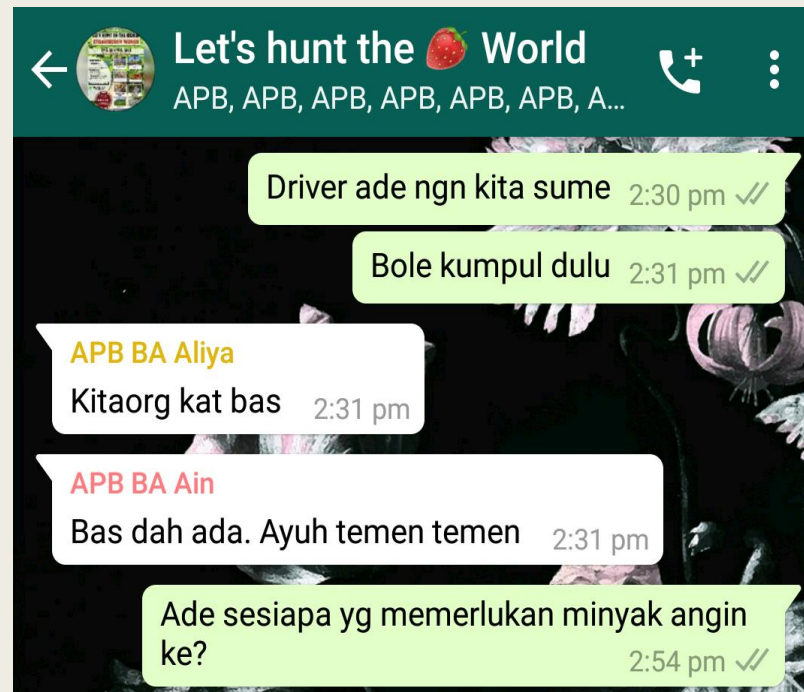 Let's hunt the 🍓 World
APB, APB, APB, APB, APB, APB, A...
Driver ade ngn kita sume 2:30 pm
Bole kumpul dulu 2:31 pm
APB BA Aliya
Kitaorg kat bas 2:31 pm
APB BA Ain
Bas dah ada. Ayuh temen temen 2:31 pm
Ade sesiapa yg memerlukan minyak angin
ke? 2:54 pm